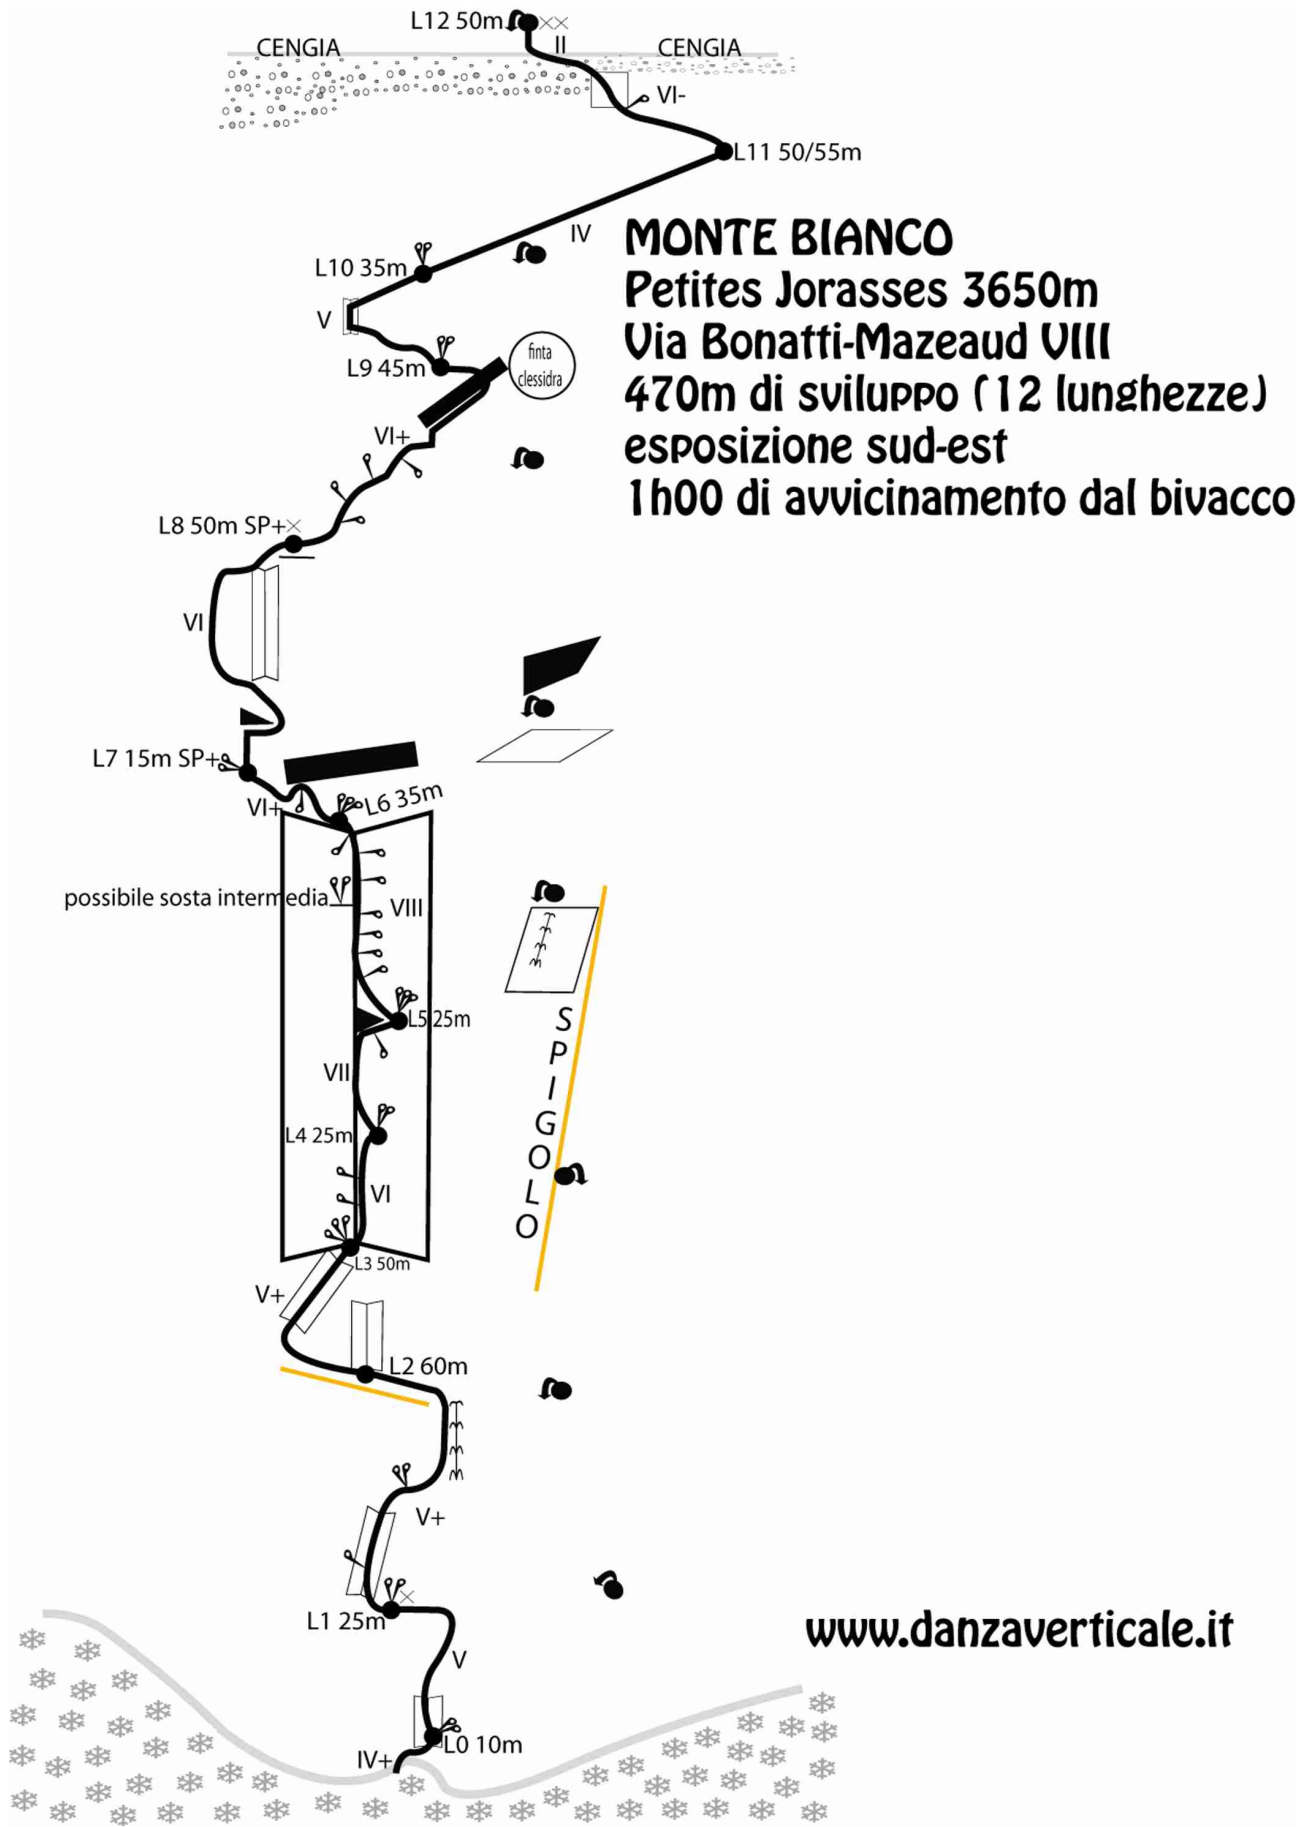 L12 50m
II
CENGIA
CENGIA
VI-
L11 50/55m
IV
MONTE BIANCO
Petites Jorasses 3650m
Via Bonatti-Mazeaud VIII
470m di sviluppo (12 lunghezze)
esposizione sud-est
1h00 di avvicinamento dal bivacco
L10 35m
V
L9 45m
finta
clessidra
VI+
L8 50m SP+
VI
L7 15m SP+
VI+
L6 35m
possibile sosta intermedia
VIII
L5 25m
SPIGOLO
VII
L4 25m
VI
L3 50m
V+
L2 60m
V+
L1 25m
www.danzaverticale.it
V
L0 10m
IV+